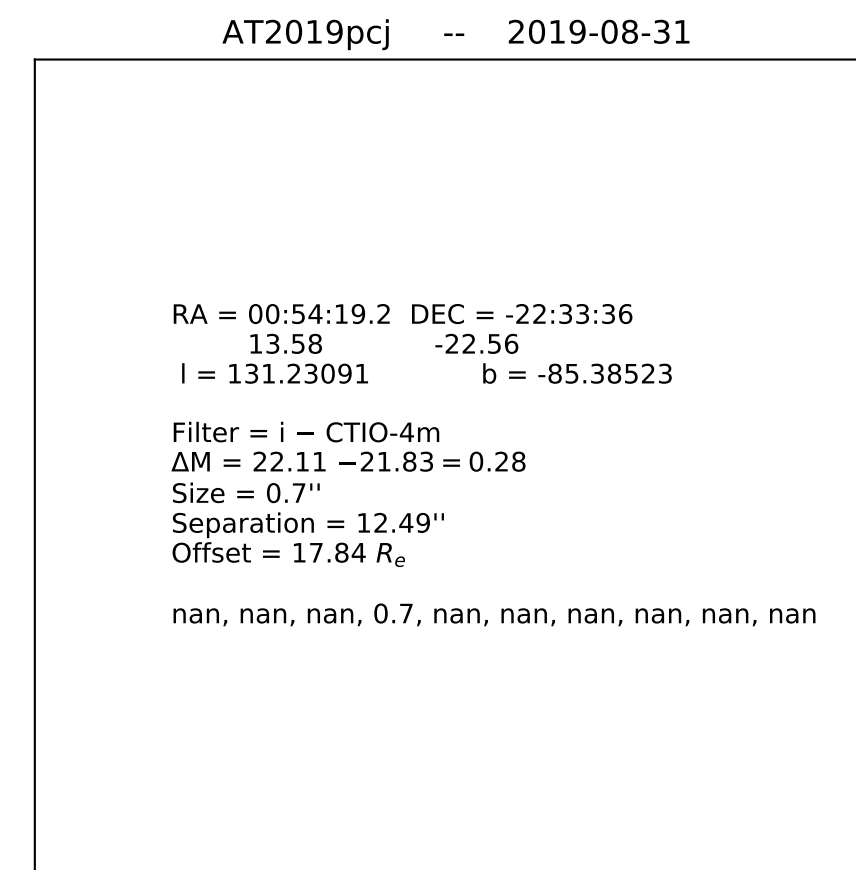 AT2019pcj -- 2019-08-31
RA = 00:54:19.2 DEC = -22:33:36
13.58 -22.56
l = 131.23091 b = -85.38523
Filter = i − CTIO-4m
ΔM = 22.11 −21.83 = 0.28
Size = 0.7''
Separation = 12.49''
Offset = 17.84 Re
nan, nan, nan, 0.7, nan, nan, nan, nan, nan, nan